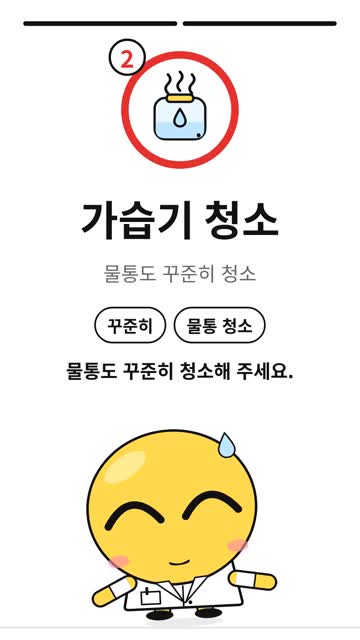 2
가습기 청소
물통도 꾸준히 청소
꾸준히
물통 청소
물통도 꾸준히 청소해 주세요.